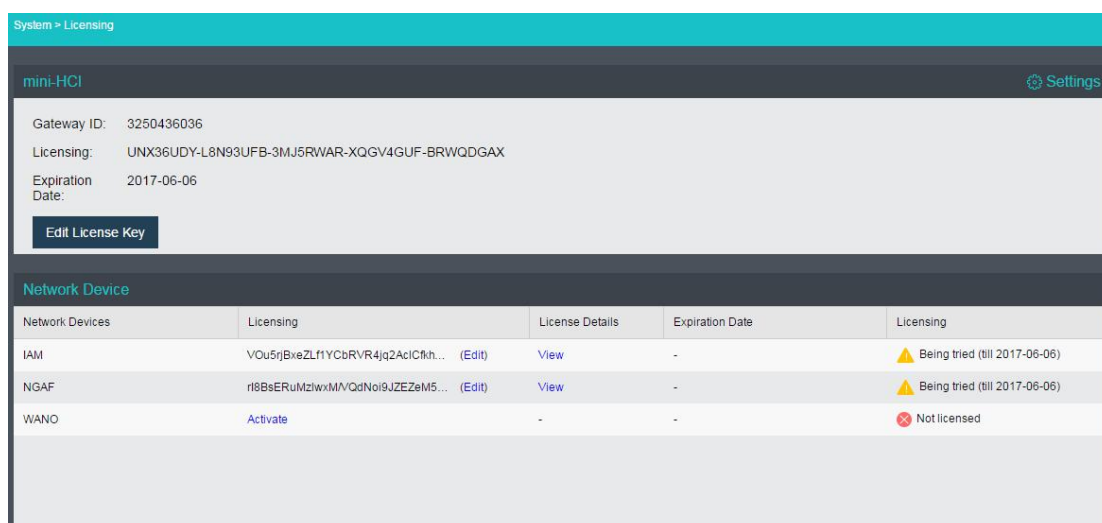 System > Licensing
mini-HCI
Settings
Gateway ID: 3250436036
Licensing: UNX36UDY-L8N93UFB-3MJ5RWAR-XQGV4GUF-BRWQDGAX
Expiration Date: 2017-06-06
Edit License Key
Network Device
Network Devices Licensing License Details Expiration Date Licensing
IAM VOu5rjBxeZLf1YCbRVR4jq2AcICfkh... (Edit) View - Being tried (till 2017-06-06)
NGAF rI8BsERuMzIwxM/VQdNoi9JZEZeM5... (Edit) View - Being tried (till 2017-06-06)
WANO Activate - - Not licensed